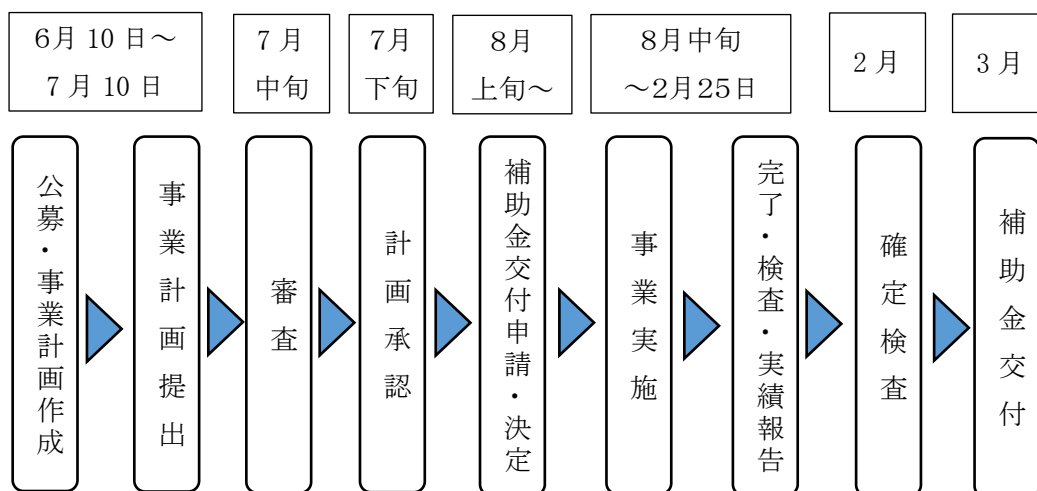 6月 10 日～
7 月 10 日
7 月
中旬
7月
下旬
8月
上旬～
8月中旬
～2月25日
2 月
3 月
公募・事業計画作成
事業計画提出
審査
計画承認
補助金交付申請・決定
事業実施
完了・検査・実績報告
確定検査
補助金交付